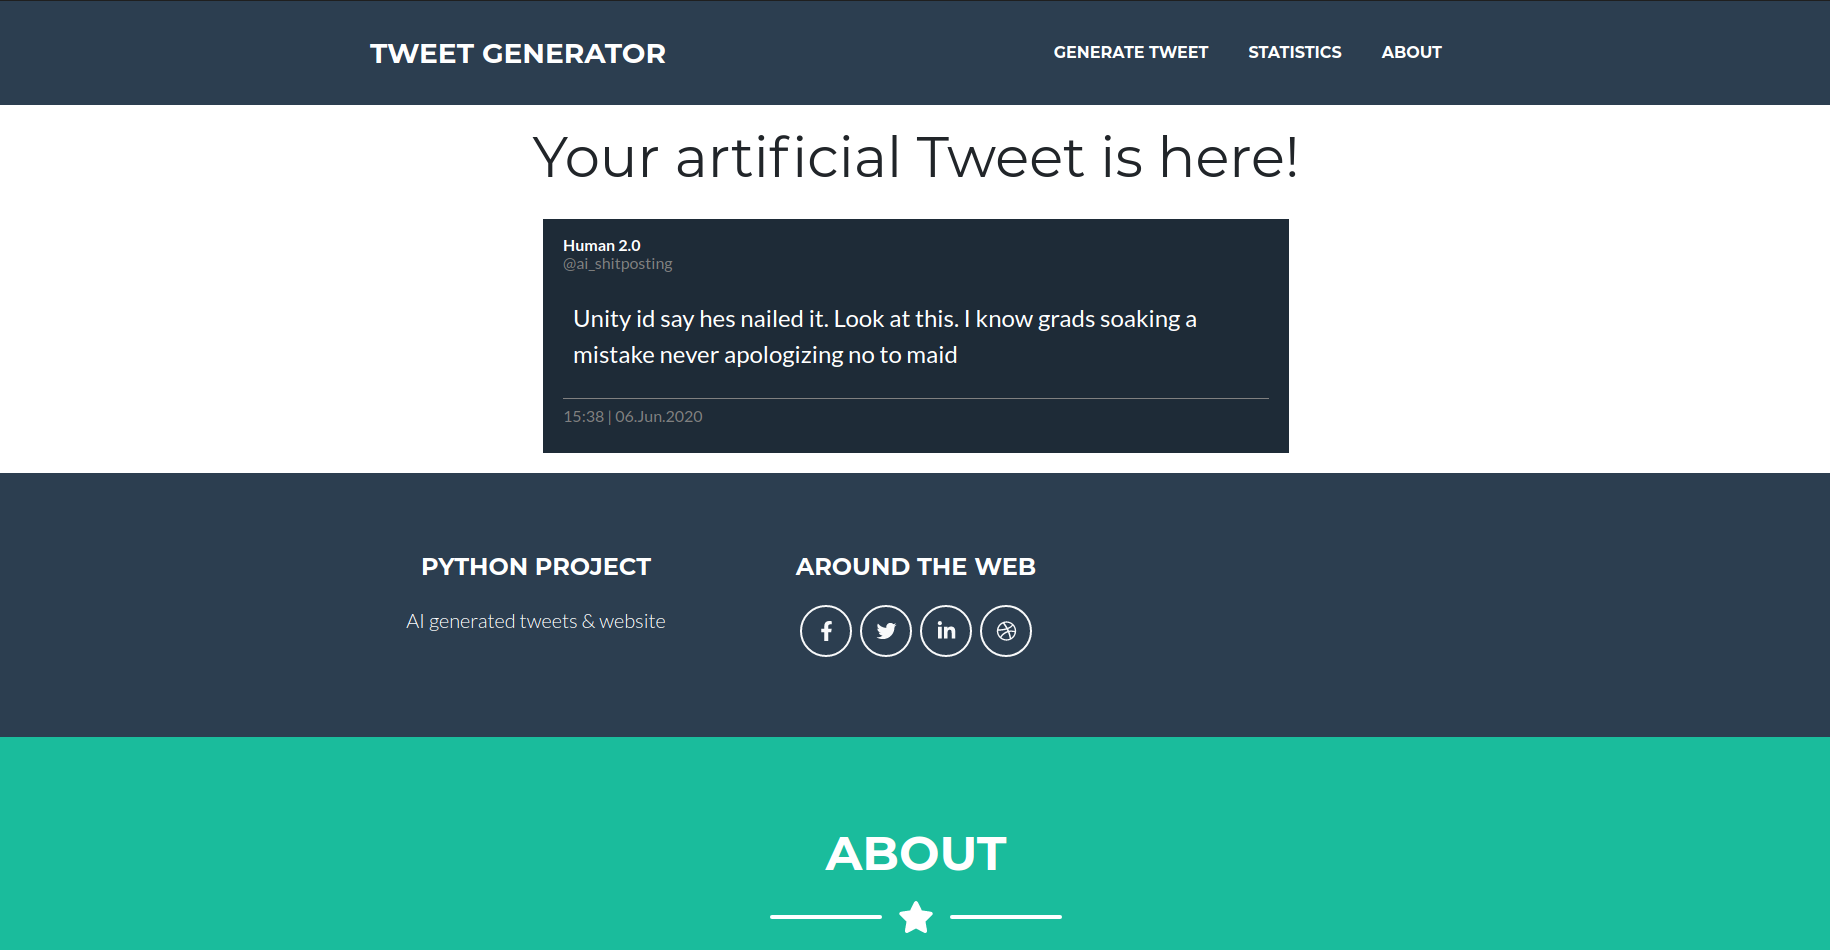 TWEET GENERATOR
GENERATE TWEET STATISTICS ABOUT
Your artificial Tweet is here!
Human 2.0
@ai_shitposting
Unity id say hes nailed it. Look at this. I know grads soaking a
mistake never apologizing no to maid
15:38 | 06.Jun.2020
PYTHON PROJECT
AI generated tweets & website
AROUND THE WEB
ABOUT